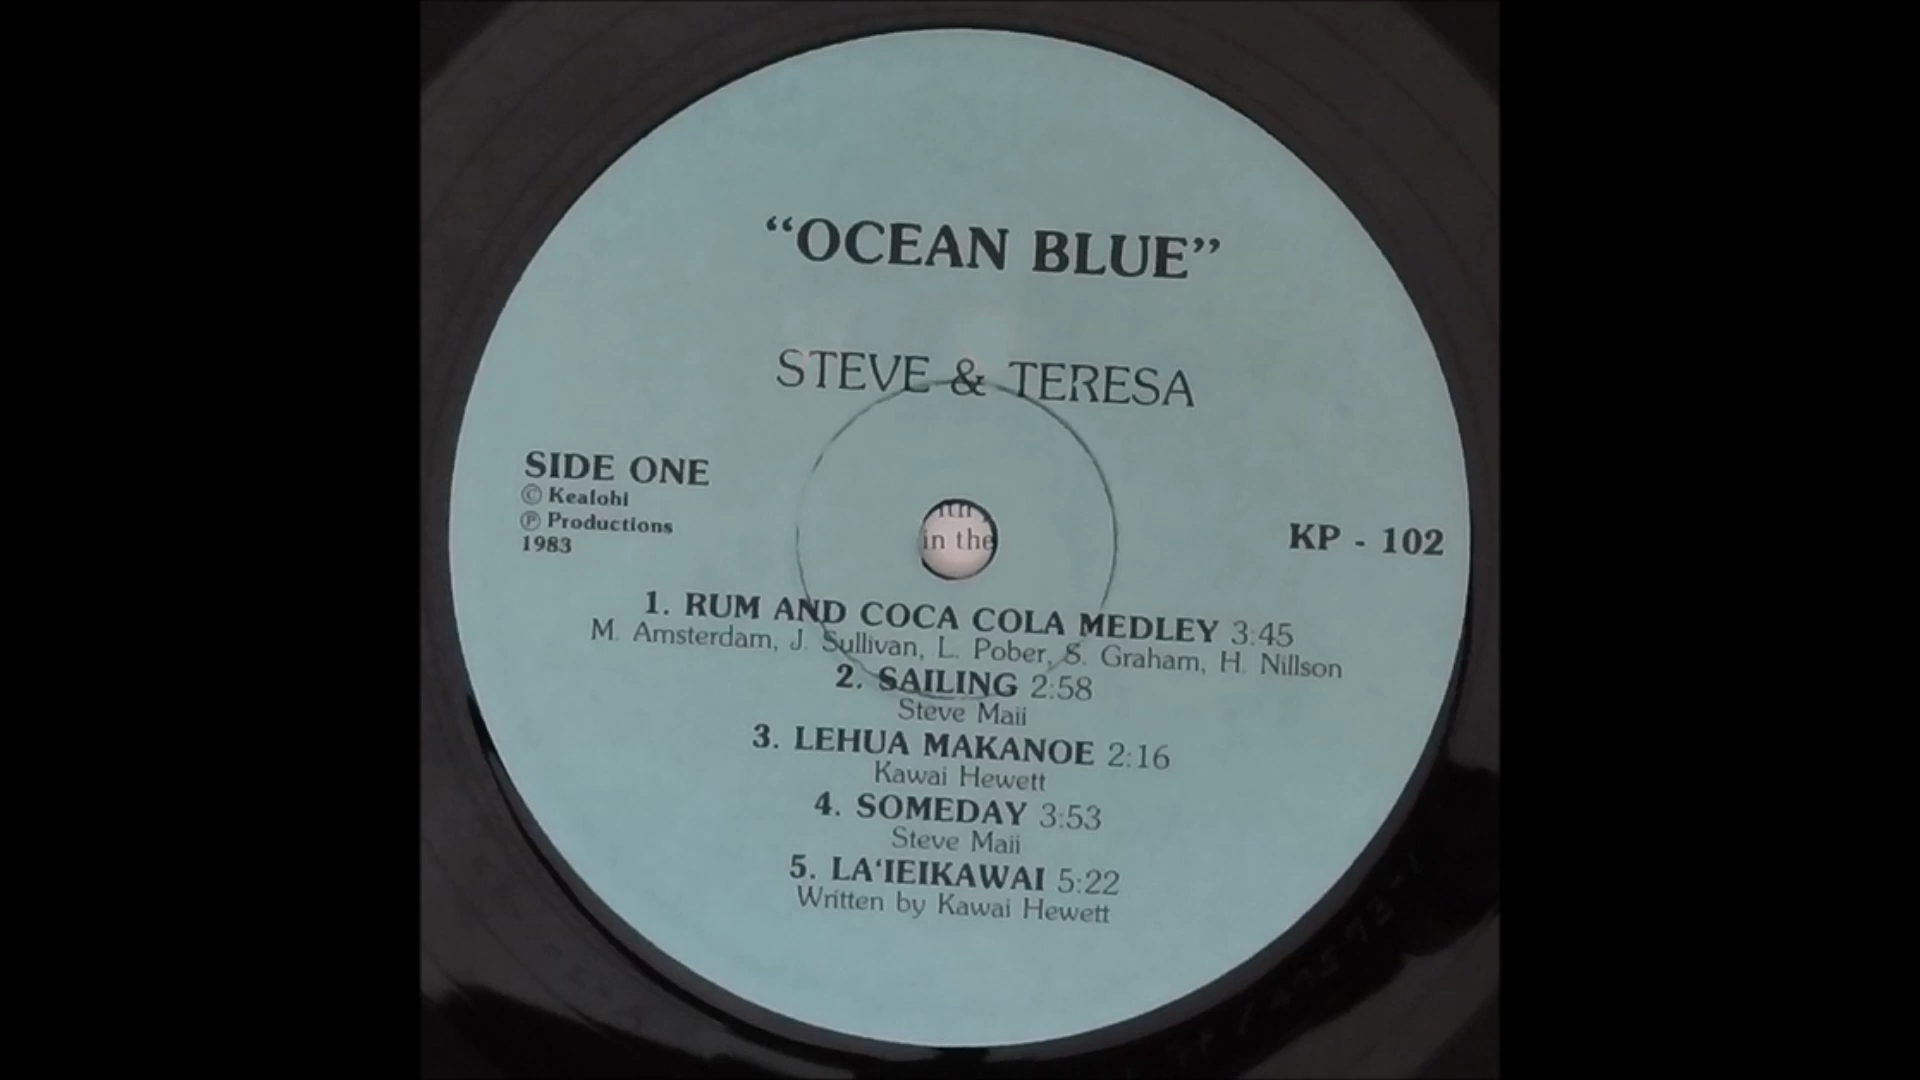 “OCEAN BLUE”
STEVE & TERESA
SIDE ONE
© Kealohi
℗ Productions
1983
KP - 102
in the
1. RUM AND COCA COLA MEDLEY 3:45
M. Amsterdam, J. Sullivan, L. Pober, S. Graham, H. Nillson
2. SAILING 2:58
Steve Maii
3. LEHUA MAKANOE 2:16
Kawai Hewett
4. SOMEDAY 3:53
Steve Maii
5. LA‘IEIKAWAI 5:22
Written by Kawai Hewett